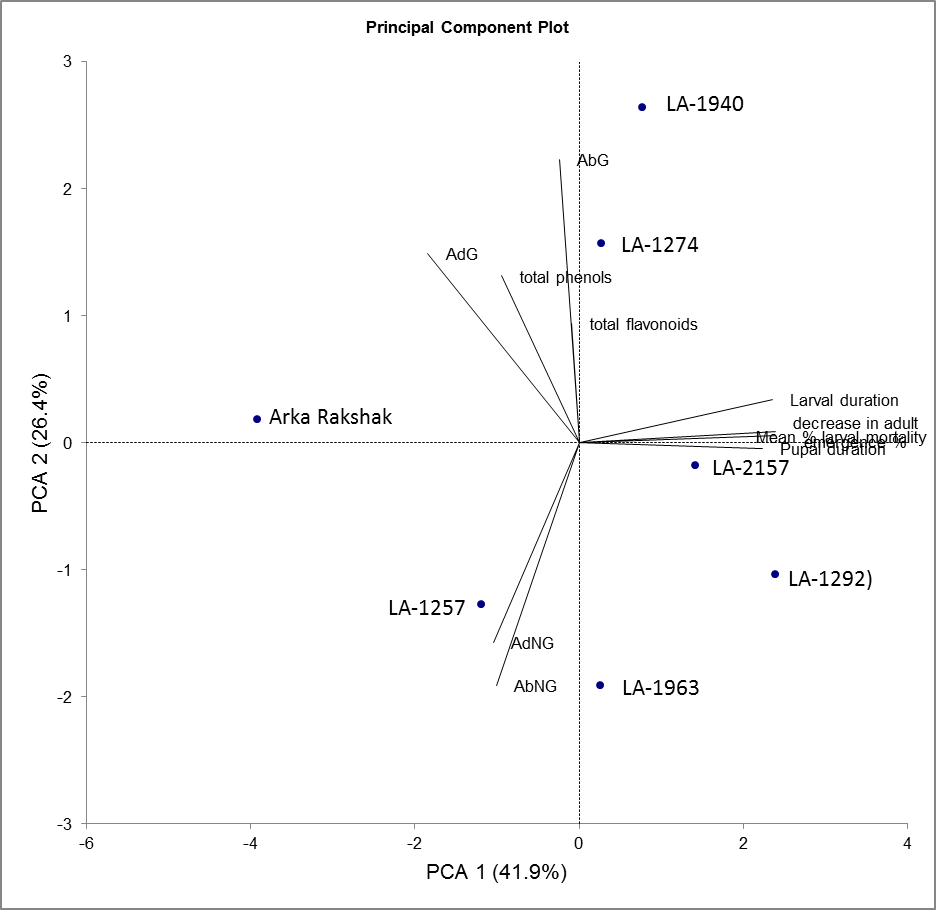 Principal Component Plot
3
LA-1940
AbG
2
LA-1274
AdG
total phenols
1
total flavonoids
Larval duration
Arka Rakshak
decrease in adult
Mean % larval mortality
emergence %
0
Pupal duration
LA-2157
-1
LA-1292)
LA-1257
AdNG
AbNG
LA-1963
-2
-3
-6
-4
-2
0
2
4
PCA 2 (26.4%)
PCA 1 (41.9%)